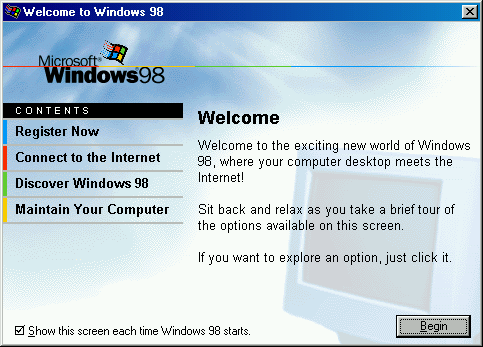 Welcome to Windows 98
Microsoft®
Windows98
CONTENTS
Register Now
Connect to the Internet
Discover Windows 98
Maintain Your Computer
Welcome
Welcome to the exciting new world of Windows
98, where your computer desktop meets the
Internet!
Sit back and relax as you take a brief tour of
the options available on this screen.
If you want to explore an option, just click it.
Show this screen each time Windows 98 starts.
Begin